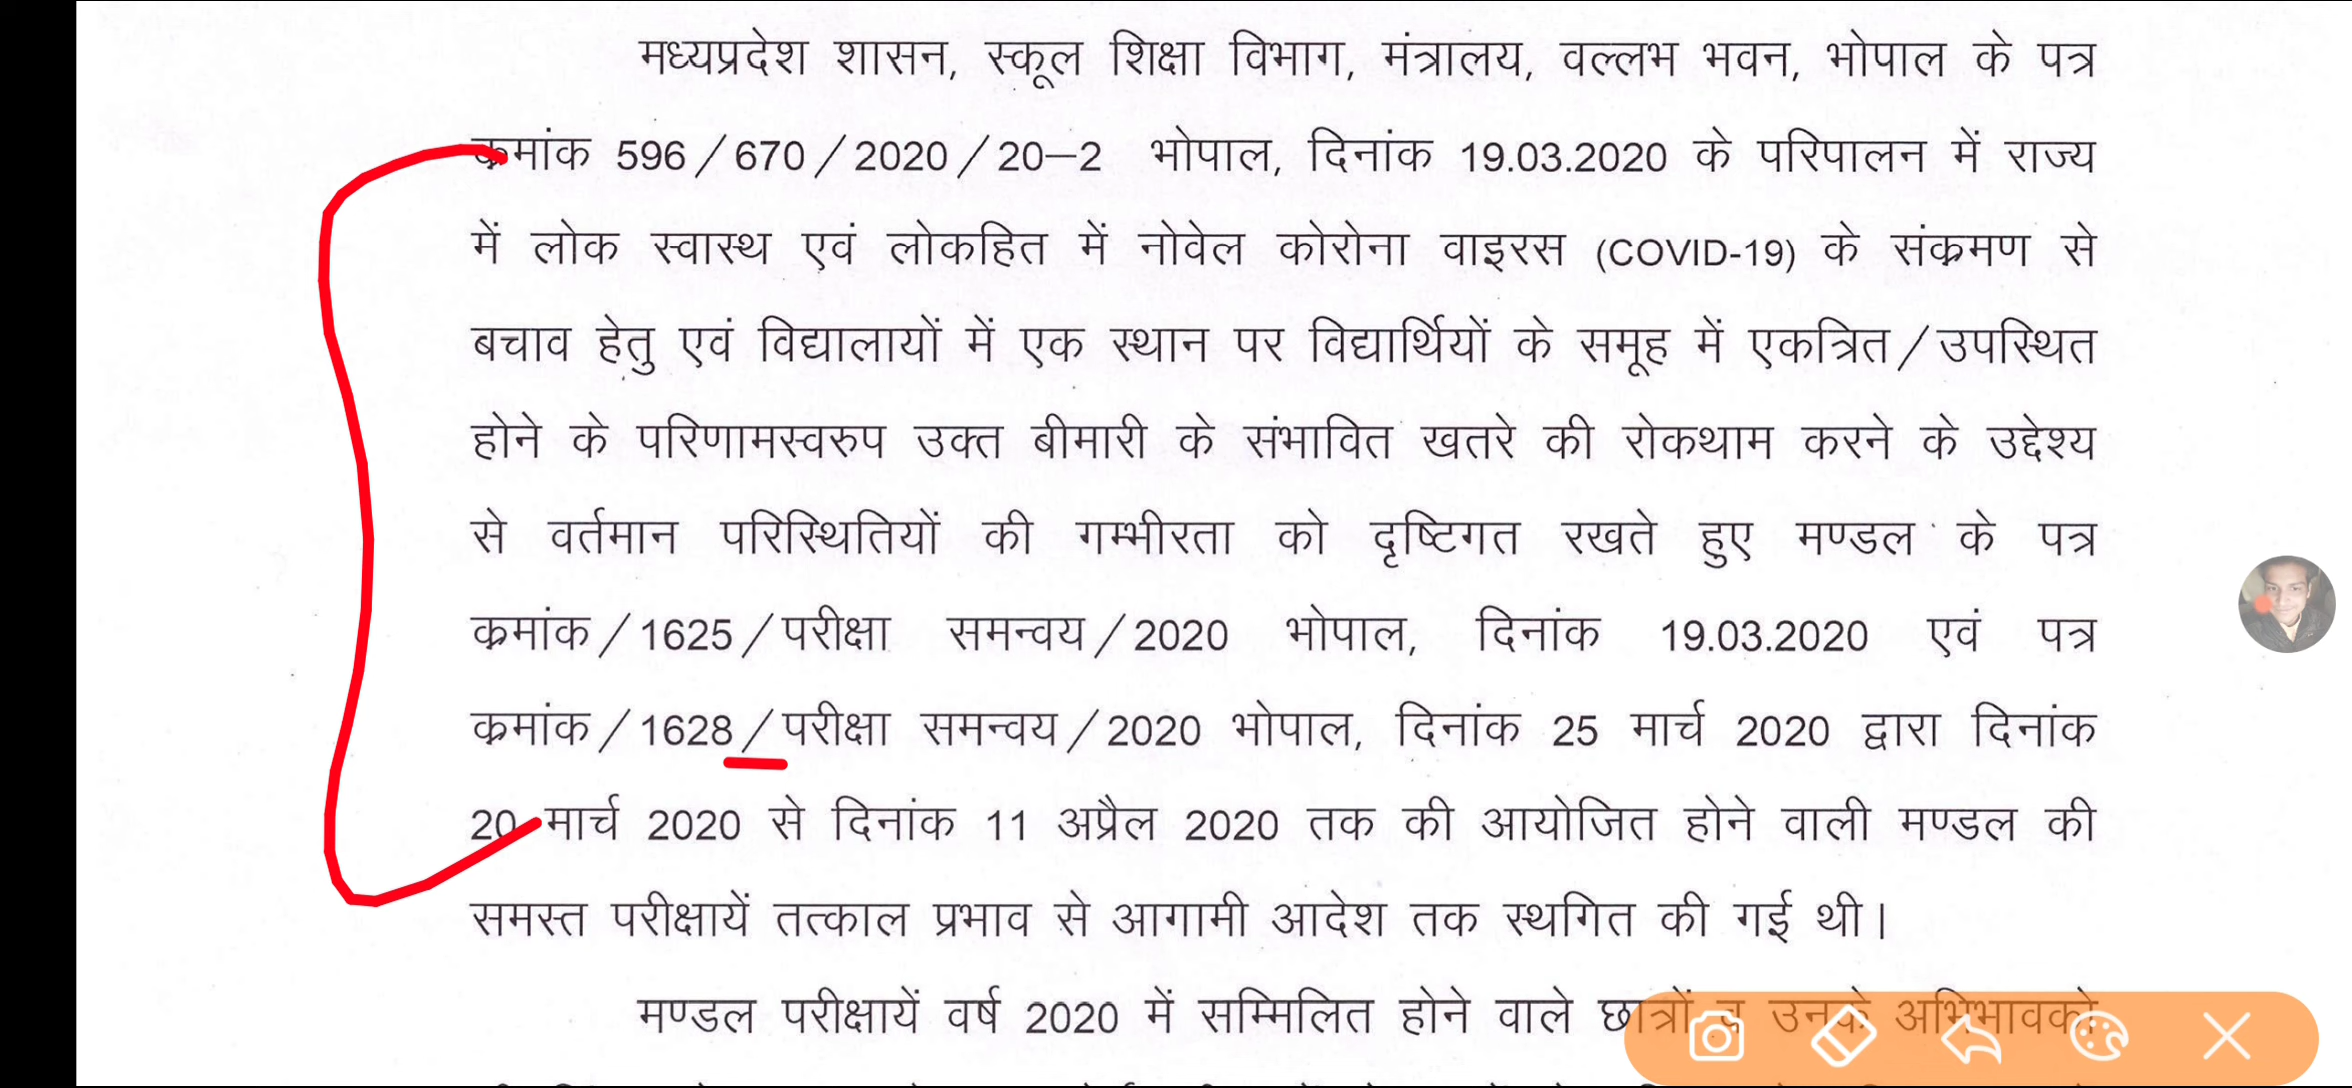 मध्यप्रदेश शासन, स्कूल शिक्षा विभाग, मंत्रालय, वल्लभ भवन, भोपाल के पत्र
क्रमांक 596/670/2020/20–2 भोपाल, दिनांक 19.03.2020 के परिपालन में राज्य
में लोक स्वास्थ एवं लोकहित में नोवेल कोरोना वाइरस (COVID-19) के संक्रमण से
बचाव हेतु एवं विद्यालायों में एक स्थान पर विद्यार्थियों के समूह में एकत्रित/उपस्थित
होने के परिणामस्वरुप उक्त बीमारी के संभावित खतरे की रोकथाम करने के उद्देश्य
से वर्तमान परिस्थितियों की गम्भीरता को दृष्टिगत रखते हुए मण्डल के पत्र
क्रमांक/1625/परीक्षा समन्वय/2020 भोपाल, दिनांक 19.03.2020 एवं पत्र
क्रमांक/1628/परीक्षा समन्वय/2020 भोपाल, दिनांक 25 मार्च 2020 द्वारा दिनांक
20 मार्च 2020 से दिनांक 11 अप्रैल 2020 तक की आयोजित होने वाली मण्डल की
समस्त परीक्षायें तत्काल प्रभाव से आगामी आदेश तक स्थगित की गई थी।
मण्डल परीक्षायें वर्ष 2020 में सम्मिलित होने वाले छात्रों व उनके अभिभावको